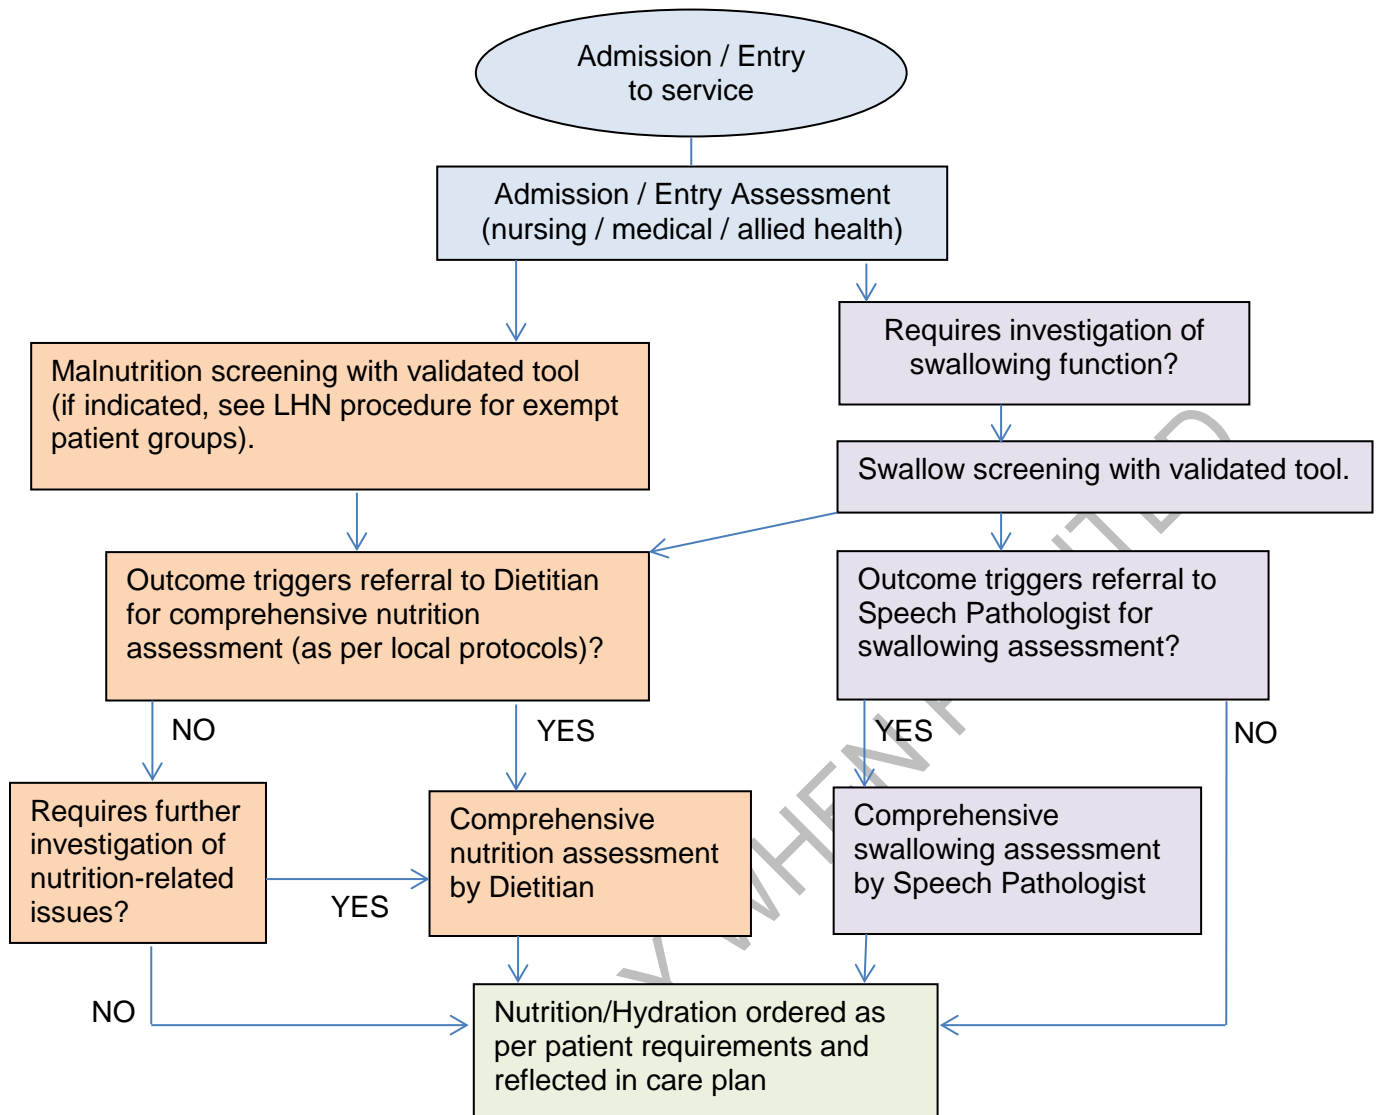 Admission / Entry
to service
Admission / Entry Assessment
(nursing / medical / allied health)
Requires investigation of
swallowing function?
Malnutrition screening with validated tool
(if indicated, see LHN procedure for exempt
patient groups).
Swallow screening with validated tool.
Outcome triggers referral to Dietitian
for comprehensive nutrition
assessment (as per local protocols)?
Outcome triggers referral to
Speech Pathologist for
swallowing assessment?
NO
YES
YES
NO
Requires further
investigation of
nutrition-related
issues?
YES
Comprehensive
nutrition assessment
by Dietitian
Comprehensive
swallowing assessment
by Speech Pathologist
NO
Nutrition/Hydration ordered as
per patient requirements and
reflected in care plan
WHEN